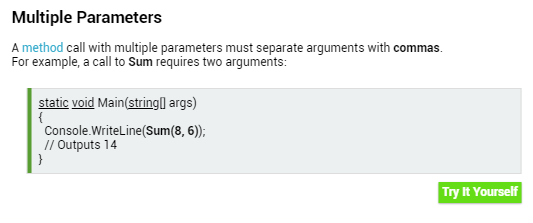 Multiple Parameters
A method call with multiple parameters must separate arguments with commas.
For example, a call to Sum requires two arguments:
static void Main(string[] args)
{
Console.WriteLine(Sum(8, 6));
// Outputs 14
}
Try It Yourself